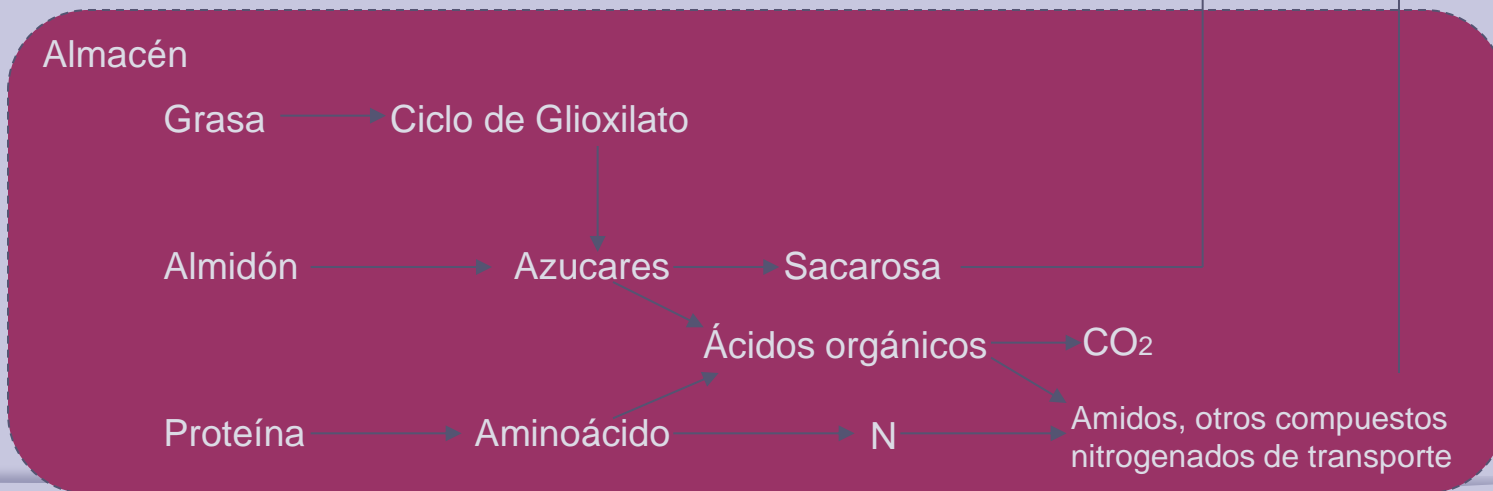 Almacén
Grasa
Ciclo de Glioxilato
Almidón
Azucares
Sacarosa
Ácidos orgánicos
CO2
Proteína
Aminoácido
N
Amidos, otros compuestos
nitrogenados de transporte